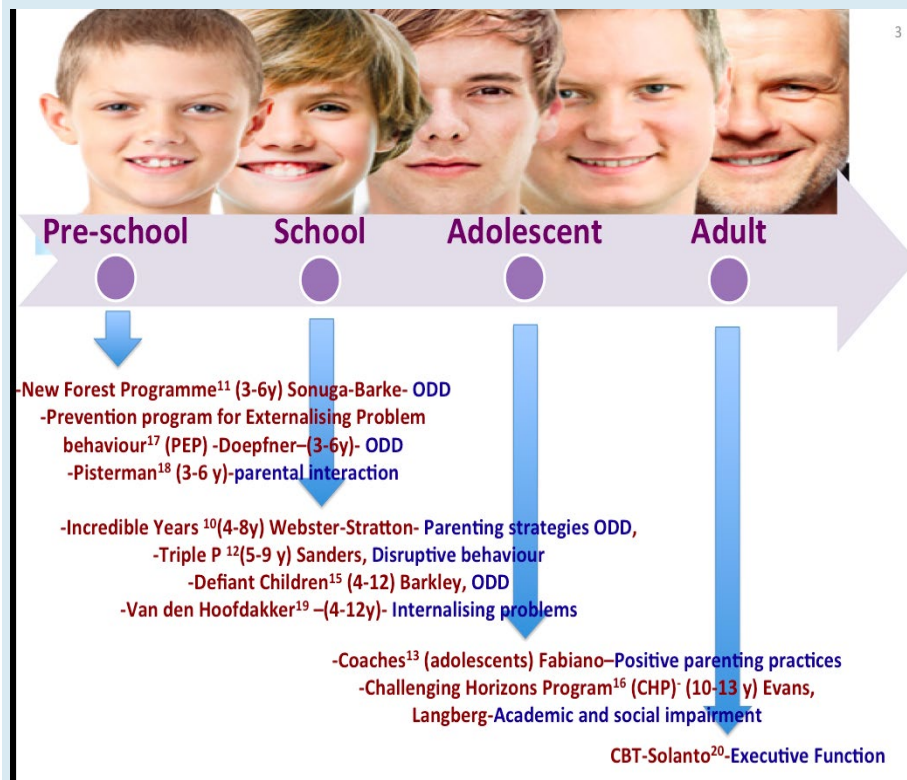 3
Pre-school School Adolescent Adult
-New Forest Programme¹¹ (3-6y) Sonuga-Barke- ODD
-Prevention program for Externalising Problem
behaviour¹⁷ (PEP) -Doepfner–(3-6y)- ODD
-Pisterman¹⁸ (3-6 y)-parental interaction
-Incredible Years ¹⁰(4-8y) Webster-Stratton- Parenting strategies ODD,
-Triple P ¹²(5-9 y) Sanders, Disruptive behaviour
-Defiant Children¹⁵ (4-12) Barkley, ODD
-Van den Hoofdakker¹⁹ –(4-12y)- Internalising problems
-Coaches¹³ (adolescents) Fabiano–Positive parenting practices
-Challenging Horizons Program¹⁶ (CHP)⁻ (10-13 y) Evans,
Langberg-Academic and social impairment
CBT-Solanto²⁰-Executive Function